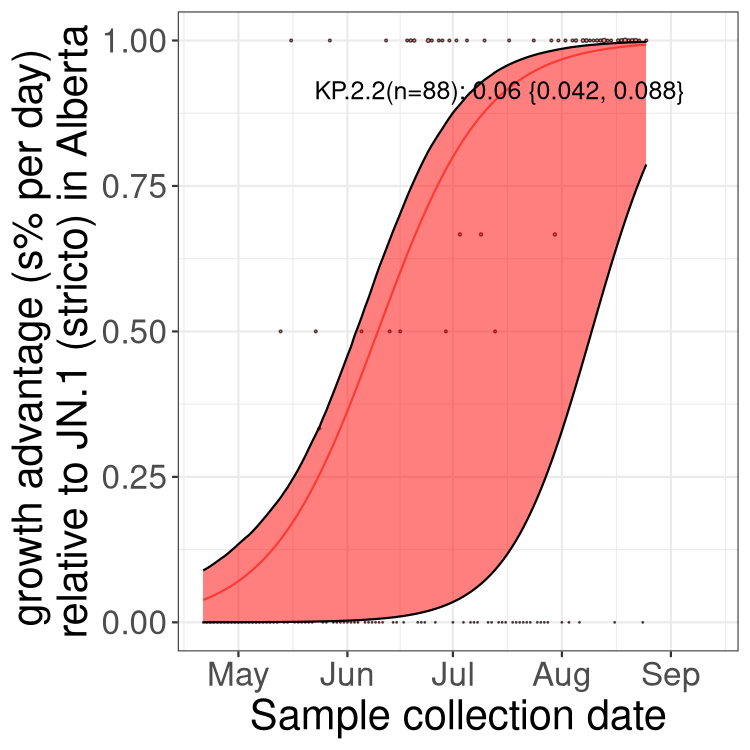 growth advantage (s% per day)
relative to JN.1 (stricto) in Alberta
1.00
0.75
0.50
0.25
0.00
KP.2.2(n=88): 0.06 {0.042, 0.088}
May Jun Jul Aug Sep
Sample collection date